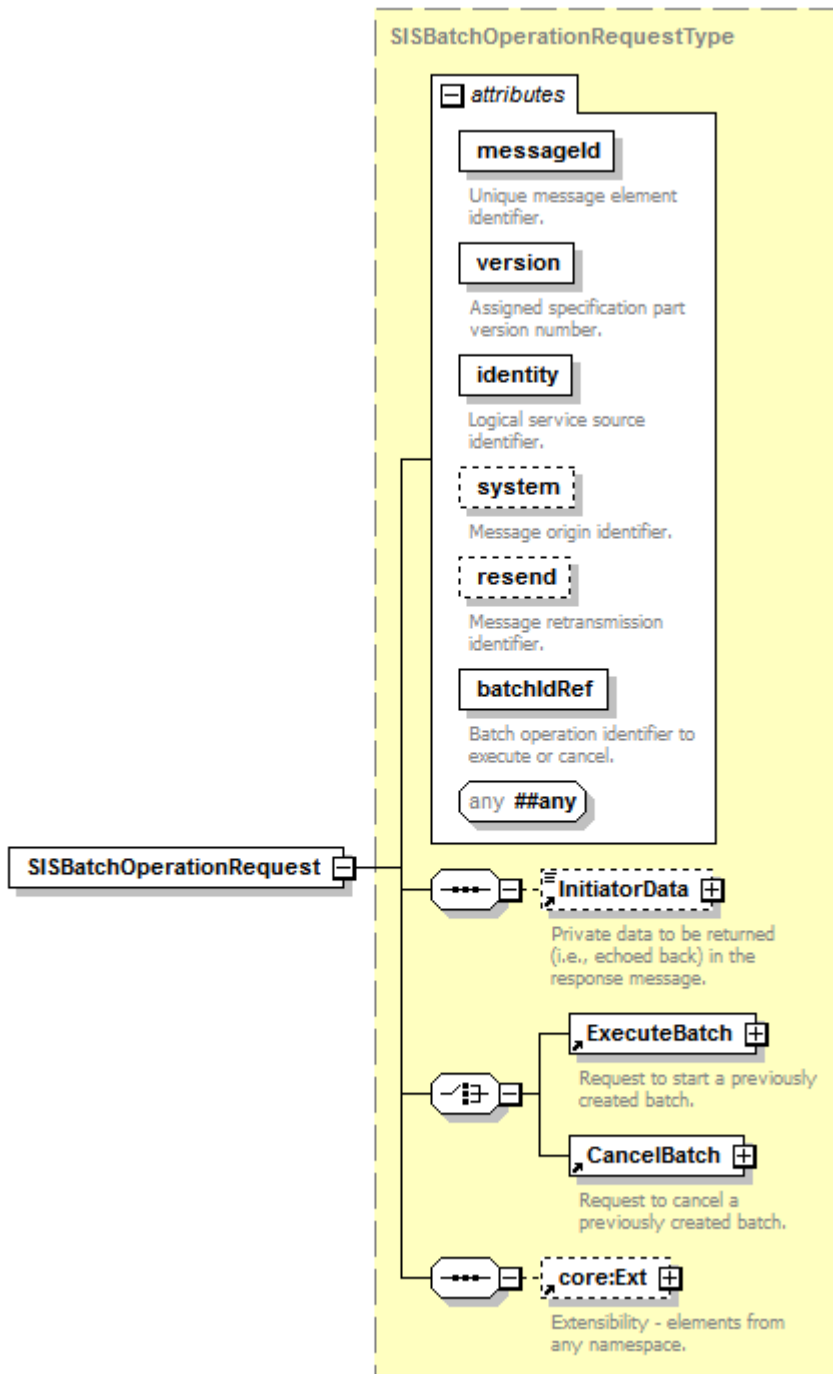 SISBatchOperationRequestType
attributes
messageId
Unique message element
identifier.
version
Assigned specification part
version number.
identity
Logical service source
identifier.
system
Message origin identifier.
resend
Message retransmission
identifier.
batchIdRef
Batch operation identifier to
execute or cancel.
any ##any
SISBatchOperationRequest
InitiatorData
Private data to be returned
(i.e., echoed back) in the
response message.
ExecuteBatch
Request to start a previously
created batch.
CancelBatch
Request to cancel a
previously created batch.
core:Ext
Extensibility - elements from
any namespace.